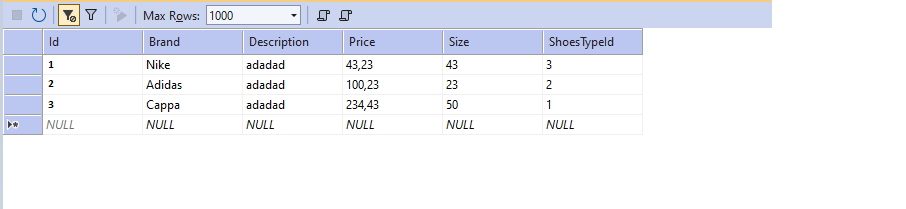 Max Rows: 1000
Id Brand Description Price Size ShoesTypeId
1 Nike adadad 43,23 43 3
2 Adidas adadad 100,23 23 2
3 Cappa adadad 234,43 50 1
NULL NULL NULL NULL NULL NULL